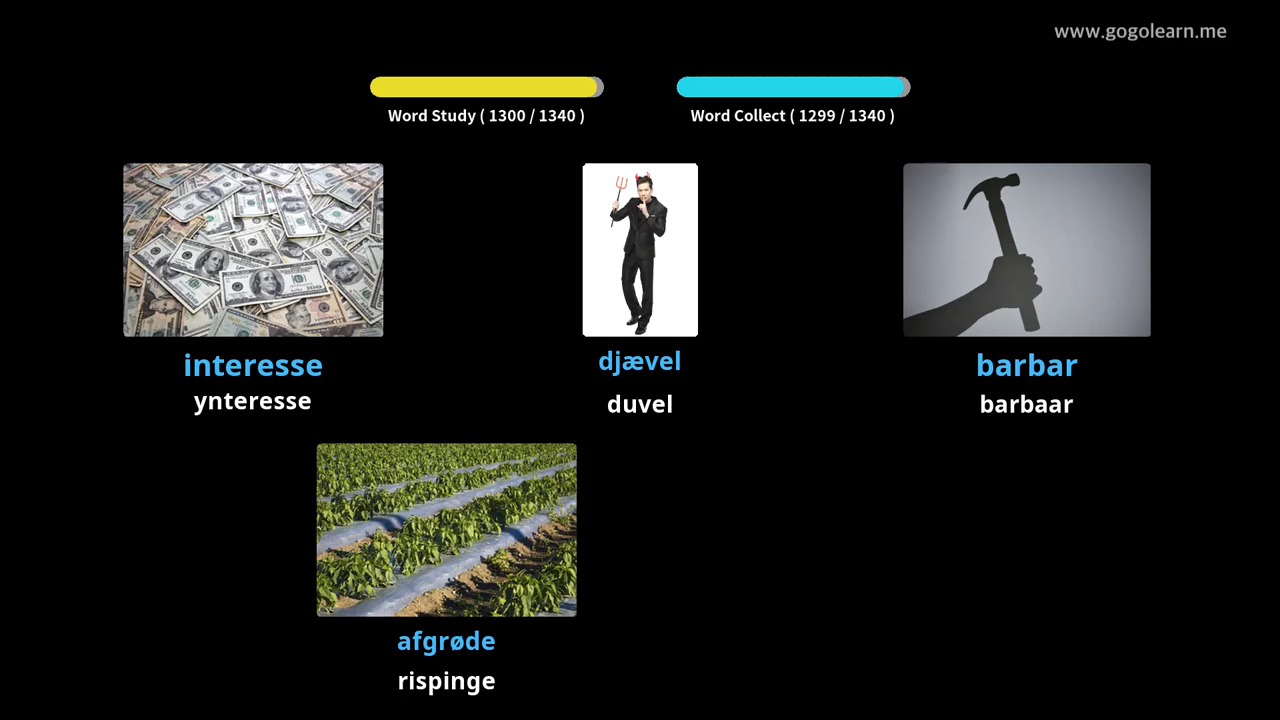 www.gogolearn.me
Word Study ( 1300 / 1340 )
Word Collect ( 1299 / 1340 )
interesse
ynteresse
djævel
duvel
barbar
barbaar
afgrøde
rispinge